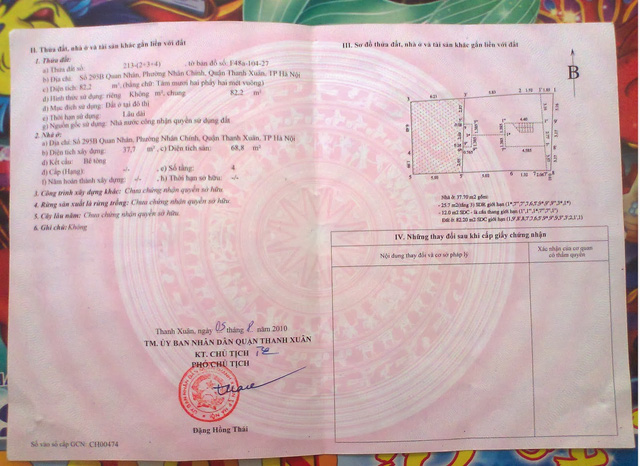 II. Thửa đất, nhà ở và tài sản khác gắn liền với đất
1. Thửa đất:
a) Thửa đất số: 213-(2+3+4) , tờ bản đồ số: F48a-104-27
b) Địa chỉ: Số 295B Quan Nhân, Phường Nhân Chính, Quận Thanh Xuân, TP Hà Nội
c) Diện tích: 82,2 m², (bằng chữ: Tám mươi hai phẩy hai mét vuông)
d) Hình thức sử dụng: riêng Không m², chung 82,2 m²
đ) Mục đích sử dụng: Đất ở tại đô thị
e) Thời hạn sử dụng: Lâu dài
g) Nguồn gốc sử dụng: Nhà nước công nhận quyền sử dụng đất
2. Nhà ở:
a) Địa chỉ: Số 295B Quan Nhân, Phường Nhân Chính, Quận Thanh Xuân, TP Hà Nội
b) Diện tích xây dựng: 37,7 m², c) Diện tích sàn: 68,8 m²
d) Kết cấu: Bê tông
đ) Cấp (Hạng): -/- , e) Số tầng: 4
f) Năm hoàn thành xây dựng: -/- , h) Thời hạn sở hữu: -/-
3. Công trình xây dựng khác: Chưa chứng nhận quyền sở hữu
4. Rừng sản xuất là rừng trồng: Chưa chứng nhận quyền sở hữu
5. Cây lâu năm: Chưa chứng nhận quyền sở hữu
6. Ghi chú: Không
Thanh Xuân, ngày 05 tháng 8 năm 2010
TM. ỦY BAN NHÂN DÂN QUẬN THANH XUÂN
KT. CHỦ TỊCH
PHÓ CHỦ TỊCH
Đặng Hồng Thái
Số vào sổ cấp GCN: CH00474
III. Sơ đồ thửa đất, nhà ở và tài sản khác gắn liền với đất
B
Nhà ở: 37.70 m2 gồm:
IV. Những thay đổi sau khi cấp giấy chứng nhận
Nội dung thay đổi và cơ sở pháp lý
Xác nhận của cơ quan
có thẩm quyền